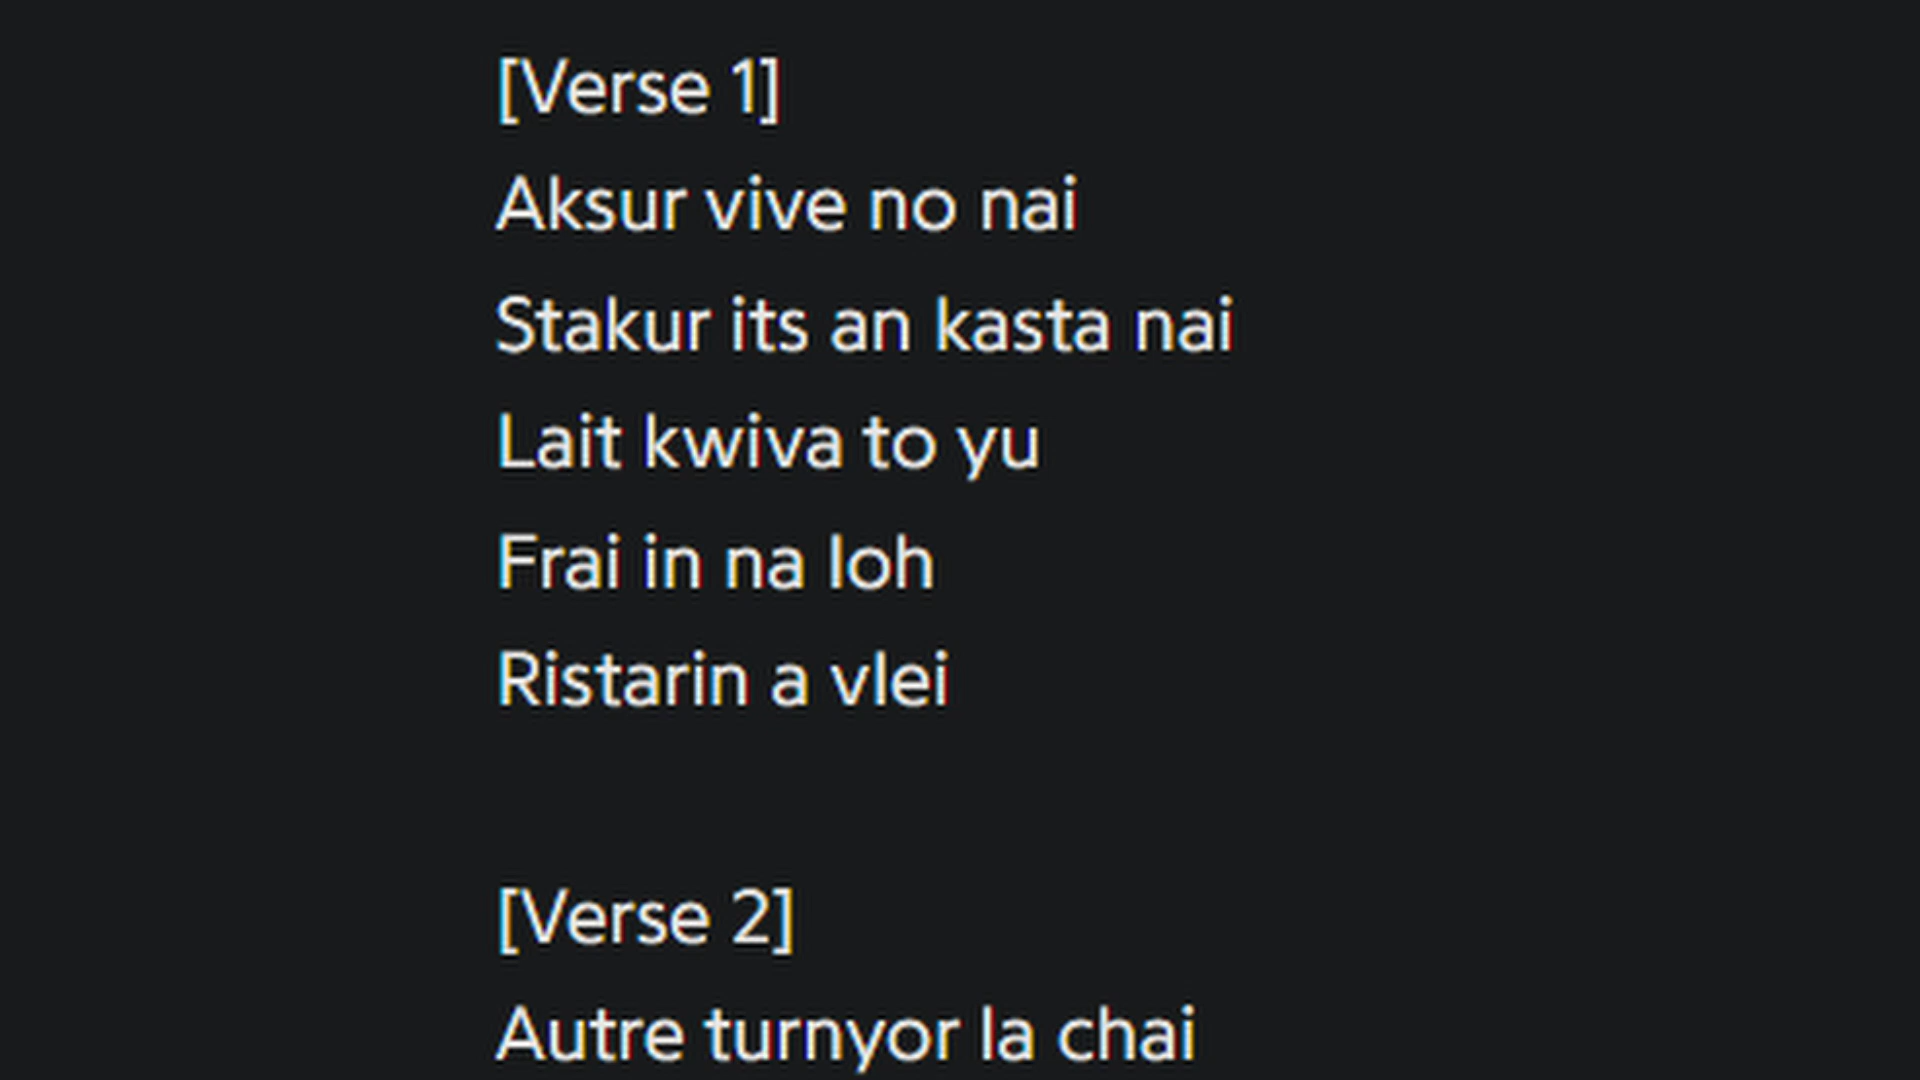 [Verse 1]
Aksur vive no nai
Stakur its an kasta nai
Lait kwiva to yu
Frai in na loh
Ristarin a vlei
[Verse 2]
Autre turnyor la chai